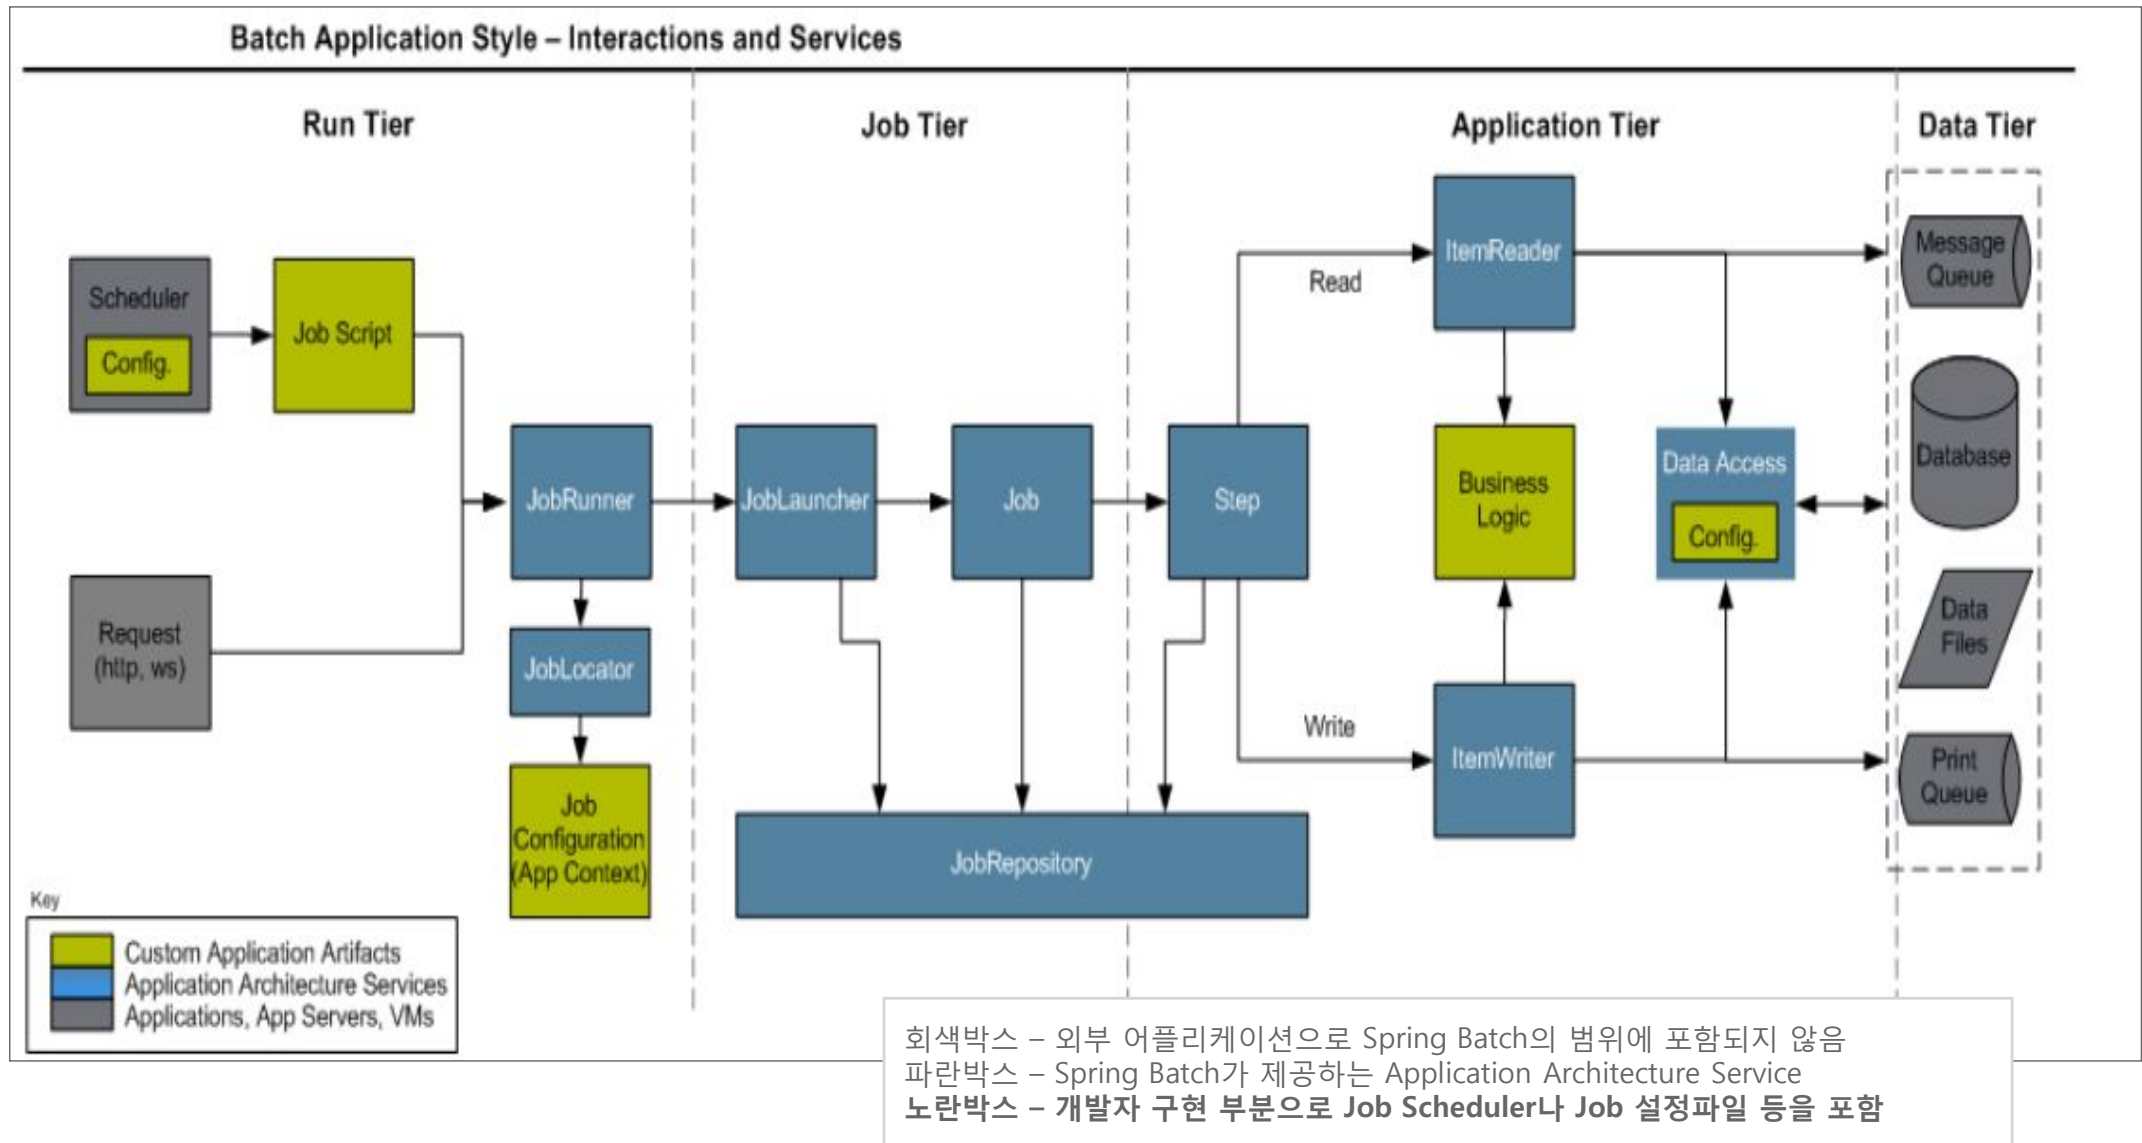 Batch Application Style – Interactions and Services
Run Tier
Job Tier
Application Tier
Data Tier
Scheduler
Config.
Job Script
Request
(http, ws)
JobRunner
JobLocator
Job
Configuration
(App Context)
JobLauncher
Job
Step
JobRepository
Read
Write
ItemReader
Business
Logic
ItemWriter
Data Access
Config.
Message
Queue
Database
Data
Files
Print
Queue
Key
Custom Application Artifacts
Application Architecture Services
Applications, App Servers, VMs
회색박스 – 외부 어플리케이션으로 Spring Batch의 범위에 포함되지 않음
파란박스 – Spring Batch가 제공하는 Application Architecture Service
노란박스 – 개발자 구현 부분으로 Job Scheduler나 Job 설정파일 등을 포함